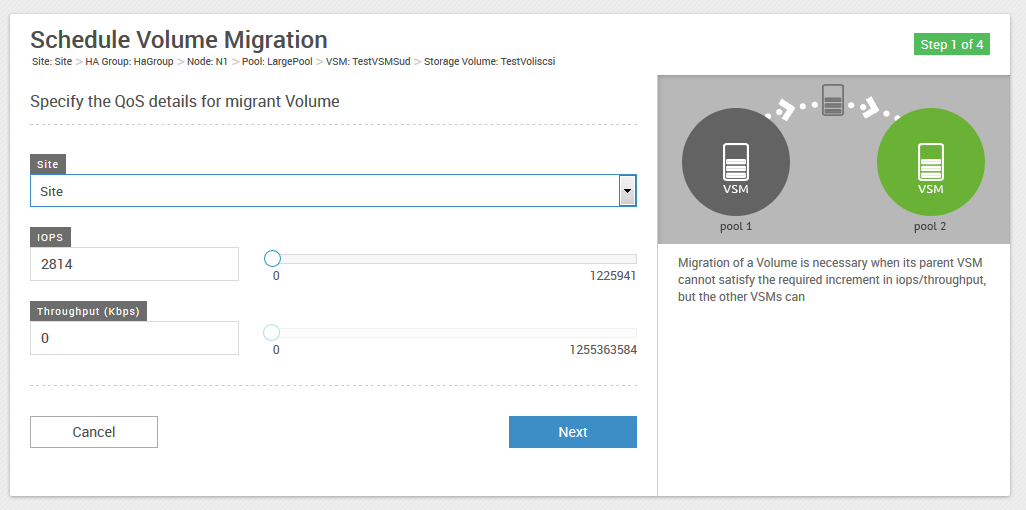 Schedule Volume Migration
Step 1 of 4
Site: Site > HA Group: HaGroup > Node: N1 > Pool: LargePool > VSM: TestVSMSud > Storage Volume: TestVoliscsi
Specify the QoS details for migrant Volume
Site
Site
IOPS
2814
0
1225941
Throughput (Kbps)
0
0
1255363584
Cancel
Next
VSM
VSM
pool 1
pool 2
Migration of a Volume is necessary when its parent VSM
cannot satisfy the required increment in iops/throughput,
but the other VSMs can